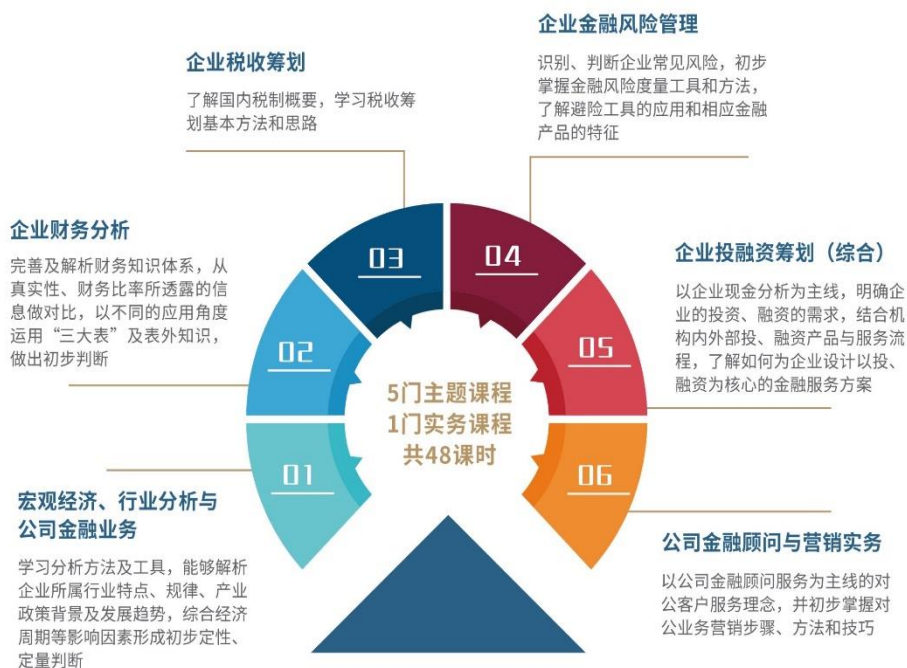 企业金融风险管理
识别、判断企业常见风险，初步
掌握金融风险度量工具和方法，
了解避险工具的应用和相应金融
产品的特征
企业税收筹划
了解国内税制概要，学习税收筹
划基本方法和思路
企业财务分析
完善及解析财务知识体系，从
真实性、财务比率所透露的信
息做对比，以不同的应用角度
运用“三大表”及表外知识，
做出初步判断
企业投融资筹划（综合）
以企业现金分析为主线，明确企
业的投资、融资的需求，结合机
构内外部投、融资产品与服务流
程，了解如何为企业设计以投、
融资为核心的金融服务方案
03
04
02
05
01
06
5门主题课程
1门实务课程
共48课时
宏观经济、行业分析与
公司金融业务
学习分析方法及工具，能够解析
企业所属行业特点、规律、产业
政策背景及发展趋势，综合经济
周期等影响因素形成初步定性、
定量判断
公司金融顾问与营销实务
以公司金融顾问服务为主线的对
公客户服务理念，并初步掌握对
公业务营销步骤、方法和技巧